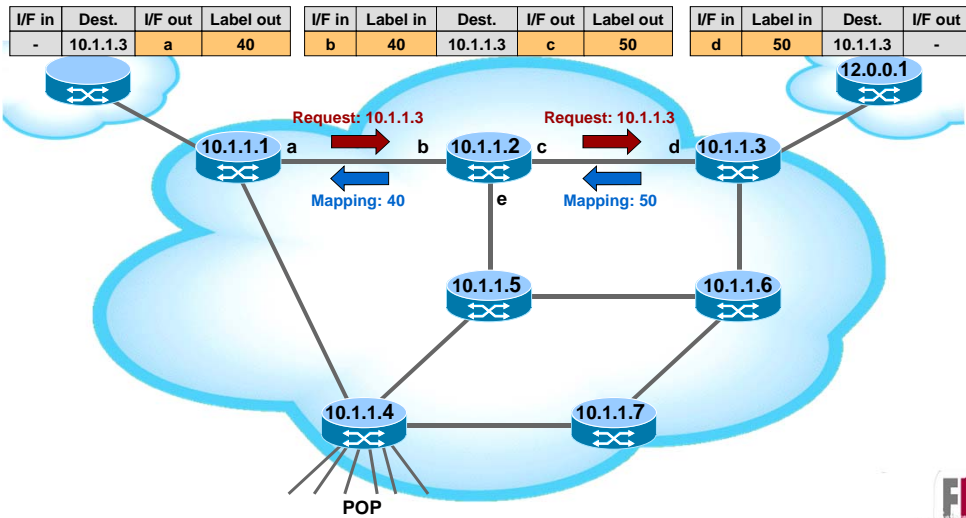 I/F in Dest. I/F out Label out
- 10.1.1.3 a 40
I/F in Label in Dest. I/F out Label out
b 40 10.1.1.3 c 50
I/F in Label in Dest. I/F out
d 50 10.1.1.3 -
12.0.0.1
Request: 10.1.1.3
Request: 10.1.1.3
10.1.1.1
a
b
10.1.1.2
c
d
10.1.1.3
Mapping: 40
Mapping: 50
e
10.1.1.5
10.1.1.6
10.1.1.4
10.1.1.7
POP